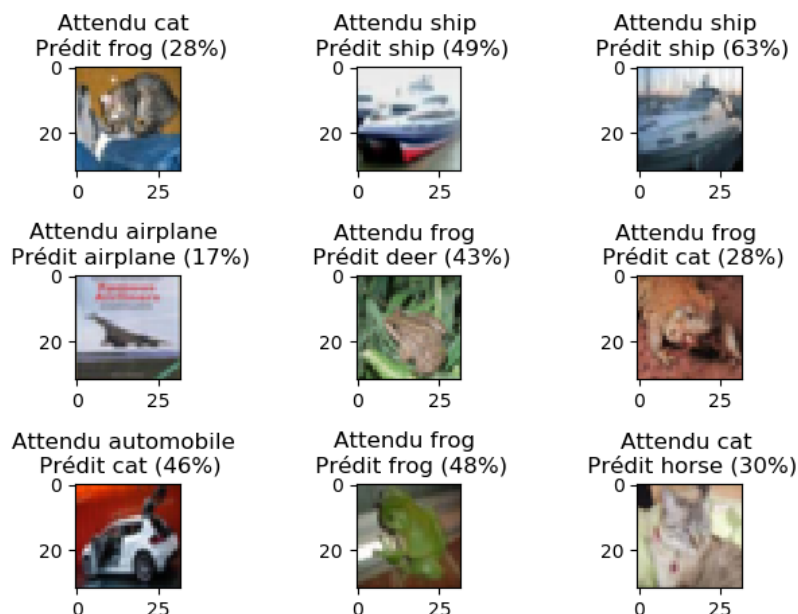 Attendu cat
Prédit frog (28%)
0
20
0 25
Attendu ship
Prédit ship (49%)
0
20
0 25
Attendu ship
Prédit ship (63%)
0
20
0 25
Attendu airplane
Prédit airplane (17%)
0
20
0 25
Attendu frog
Prédit deer (43%)
0
20
0 25
Attendu frog
Prédit cat (28%)
0
20
0 25
Attendu automobile
Prédit cat (46%)
0
20
0 25
Attendu frog
Prédit frog (48%)
0
20
0 25
Attendu cat
Prédit horse (30%)
0
20
0 25